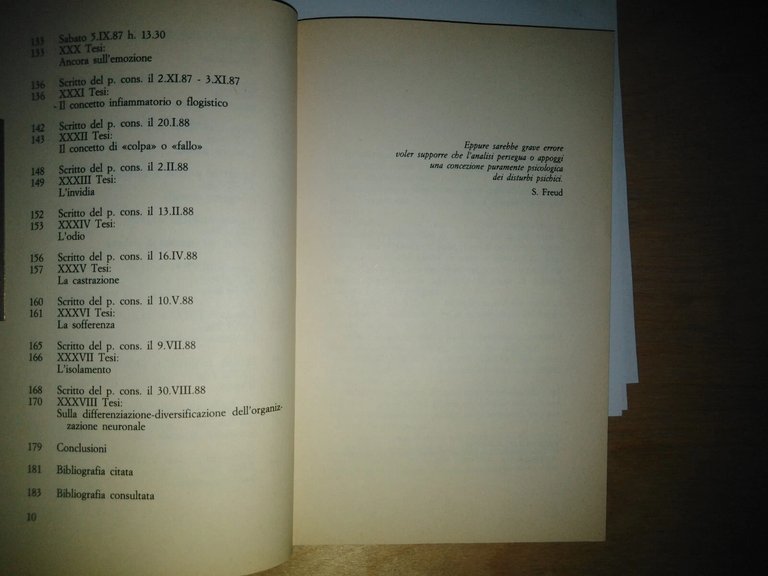 133 Sabato 5.IX.87 h. 13.30
133 XXX Tesi:
Ancora sull'emozione
136 Scritto del p. cons. il 2.XI.87 - 3.XI.87
136 XXXI Tesi:
- Il concetto infiammatorio o flogistico
142 Scritto del p. cons. il 20.I.88
143 XXXII Tesi:
Il concetto di «colpa» o «fallo»
148 Scritto del p. cons. il 2.II.88
149 XXXIII Tesi:
L'invidia
152 Scritto del p. cons. il 13.II.88
153 XXXIV Tesi:
L'odio
156 Scritto del p. cons. il 16.IV.88
157 XXXV Tesi:
La castrazione
160 Scritto del p. cons. il 10.V.88
161 XXXVI Tesi:
La sofferenza
165 Scritto del p. cons. il 9.VII.88
166 XXXVII Tesi:
L'isolamento
168 Scritto del p. cons. il 30.VIII.88
170 XXXVIII Tesi:
Sulla differenziazione-diversificazione dell'organiz-
zazione neuronale
179 Conclusioni
181 Bibliografia citata
183 Bibliografia consultata
10
Eppure sarebbe grave errore
voler supporre che l'analisi persegua o appoggi
una concezione puramente psicologica
dei disturbi psichici.
S. Freud